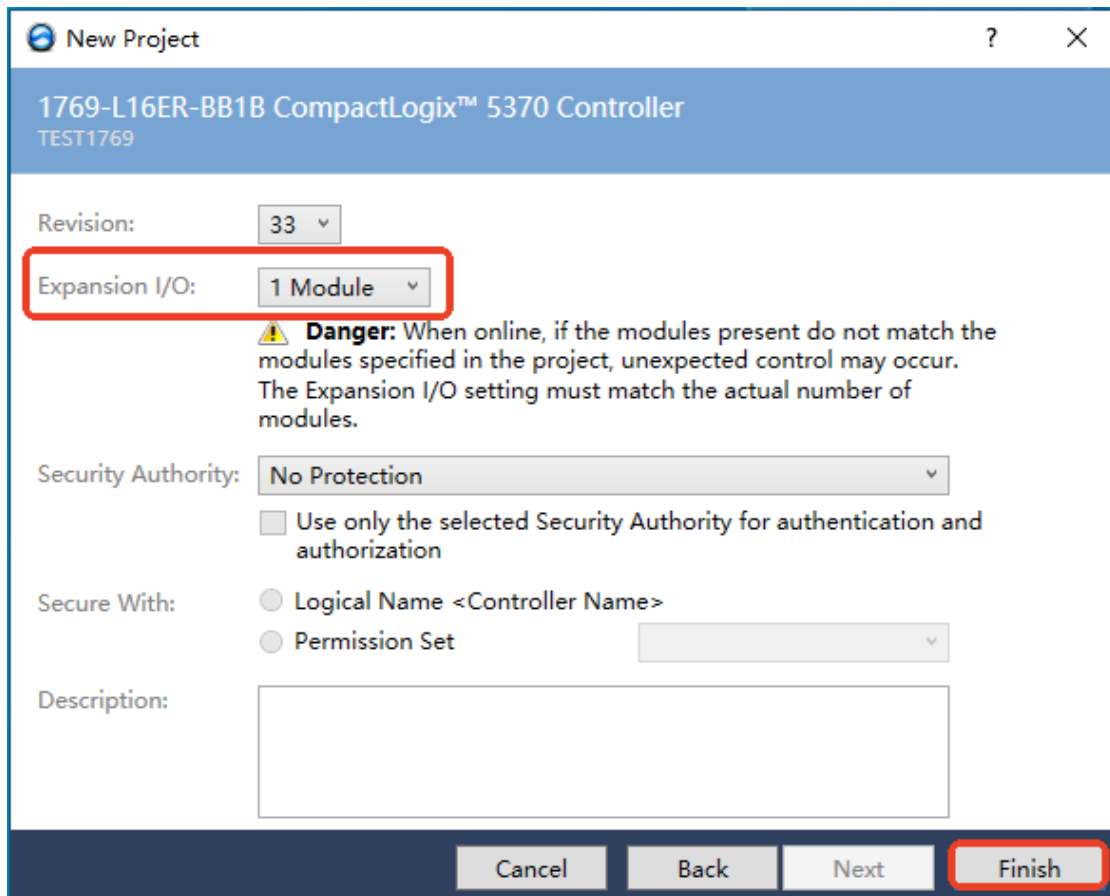 New Project
?
1769-L16ER-BB1B CompactLogix™ 5370 Controller
TEST1769
Revision:
33
Expansion I/O:
1 Module
Danger: When online, if the modules present do not match the
modules specified in the project, unexpected control may occur.
The Expansion I/O setting must match the actual number of
modules.
Security Authority:
No Protection
Use only the selected Security Authority for authentication and
authorization
Secure With:
Logical Name <Controller Name>
Permission Set
Description:
Cancel
Back
Next
Finish